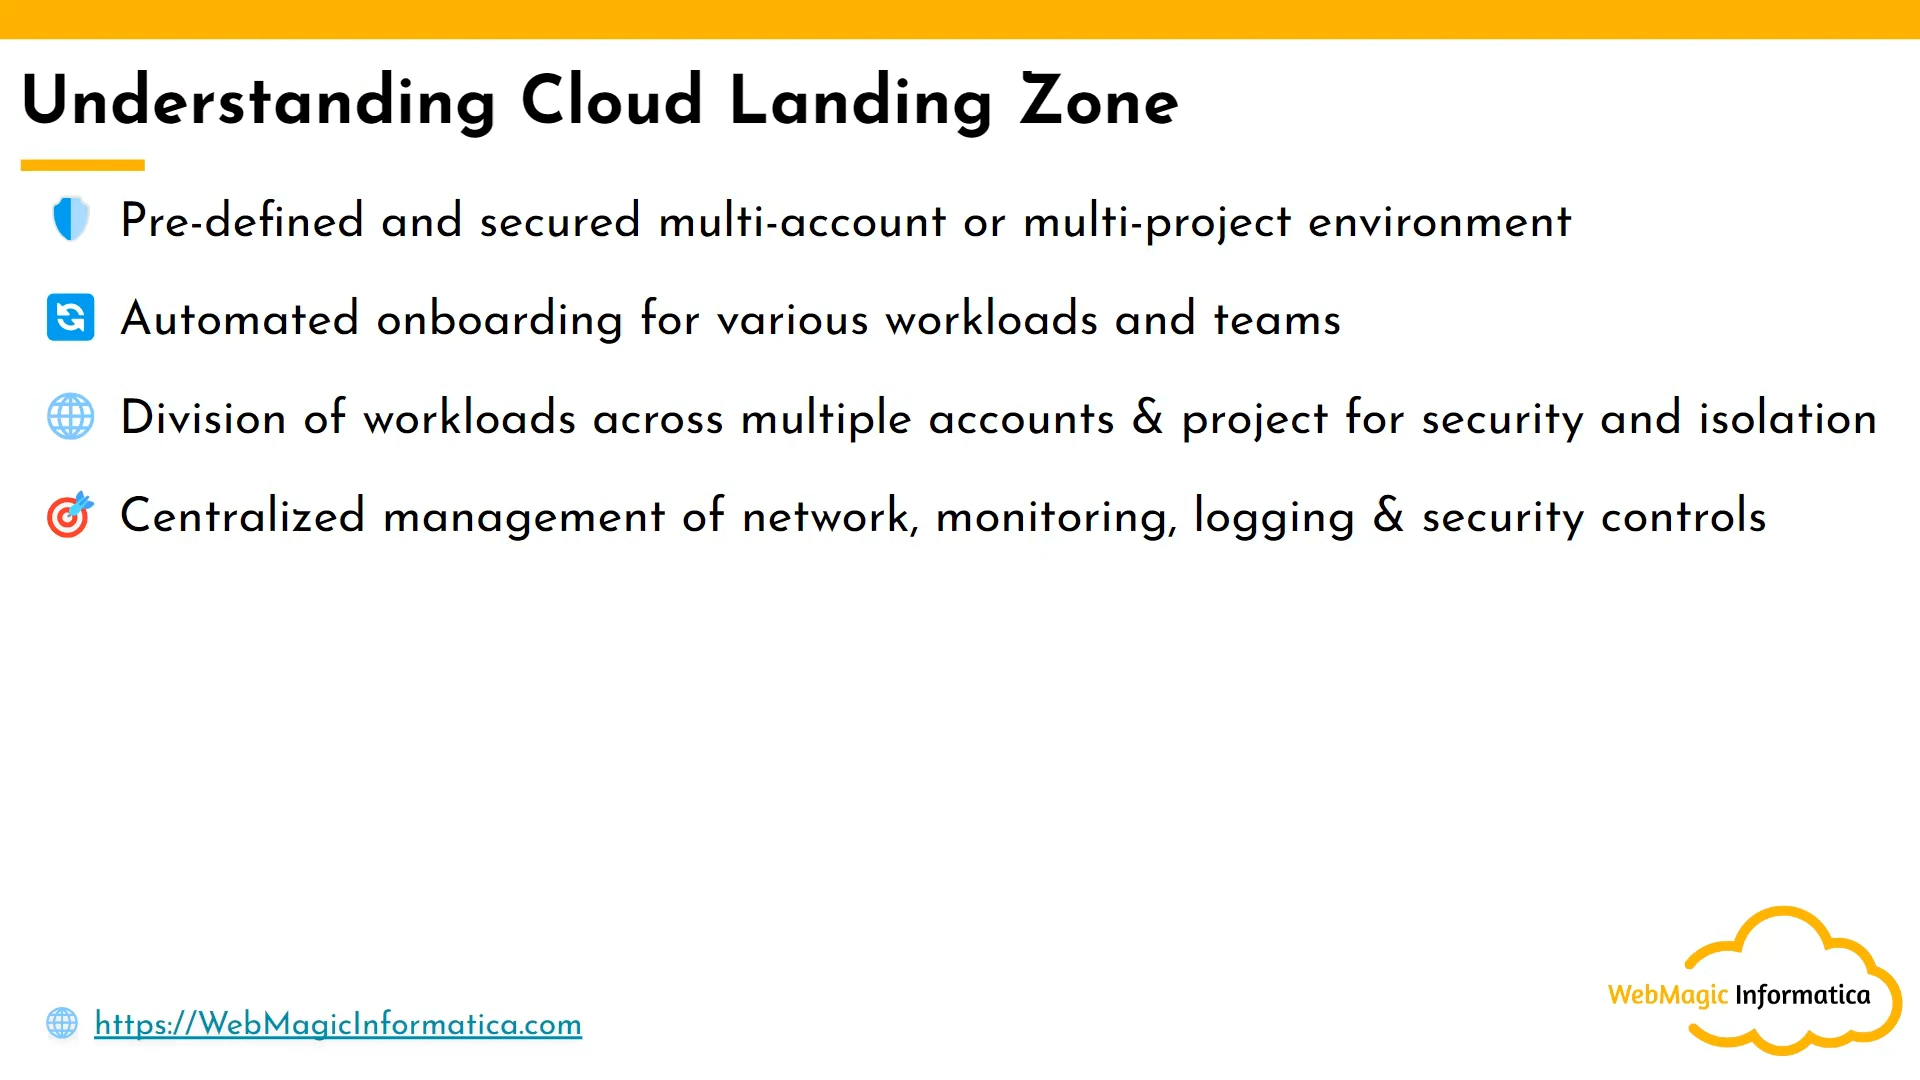 Understanding Cloud Landing Zone
Pre-defined and secured multi-account or multi-project environment
Automated onboarding for various workloads and teams
Division of workloads across multiple accounts & project for security and isolation
Centralized management of network, monitoring, logging & security controls
https://WebMagicInformatica.com
WebMagic Informatica